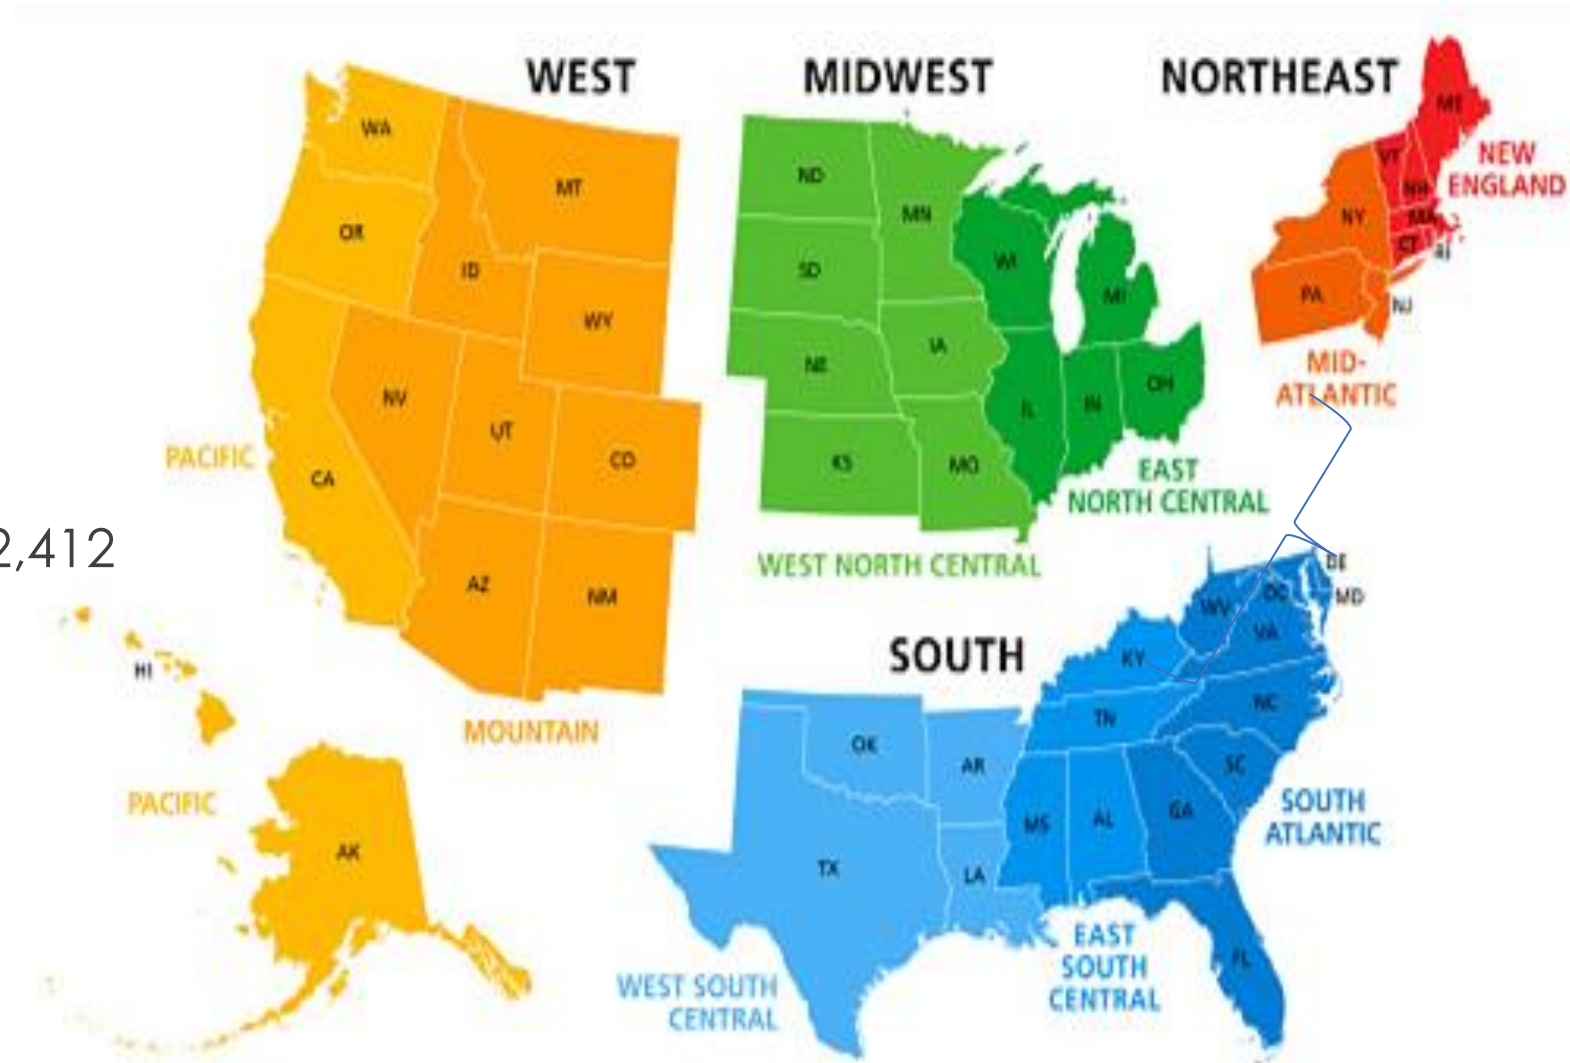 WEST
MIDWEST
NORTHEAST
WA
MT
OR
ID
WY
NV
UT
CO
CA
AZ
NM
PACIFIC
MOUNTAIN
2,412
HI
PACIFIC
AK
ND
MN
SD
WI
MI
NE
IA
IL
IN
OH
KS
MO
EAST
NORTH CENTRAL
WEST NORTH CENTRAL
ME
VT
NH
NEW
ENGLAND
NY
MA
CT
RI
PA
NJ
MID-
ATLANTIC
SOUTH
DE
MD
DC
WV
VA
KY
NC
TN
SC
OK
AR
MS
AL
GA
TX
LA
FL
SOUTH
ATLANTIC
EAST
SOUTH
CENTRAL
WEST SOUTH
CENTRAL